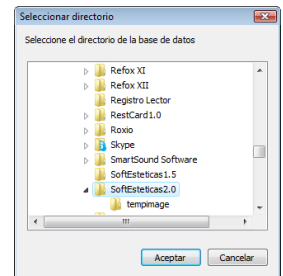 Seleccionar directorio
Seleccione el directorio de la base de datos
Refox XI
Refox XII
Registro Lector
RestCard1.0
Roxio
Skype
SmartSound Software
SoftEsteticas1.5
SoftEsteticas2.0
tempimage
Aceptar
Cancelar